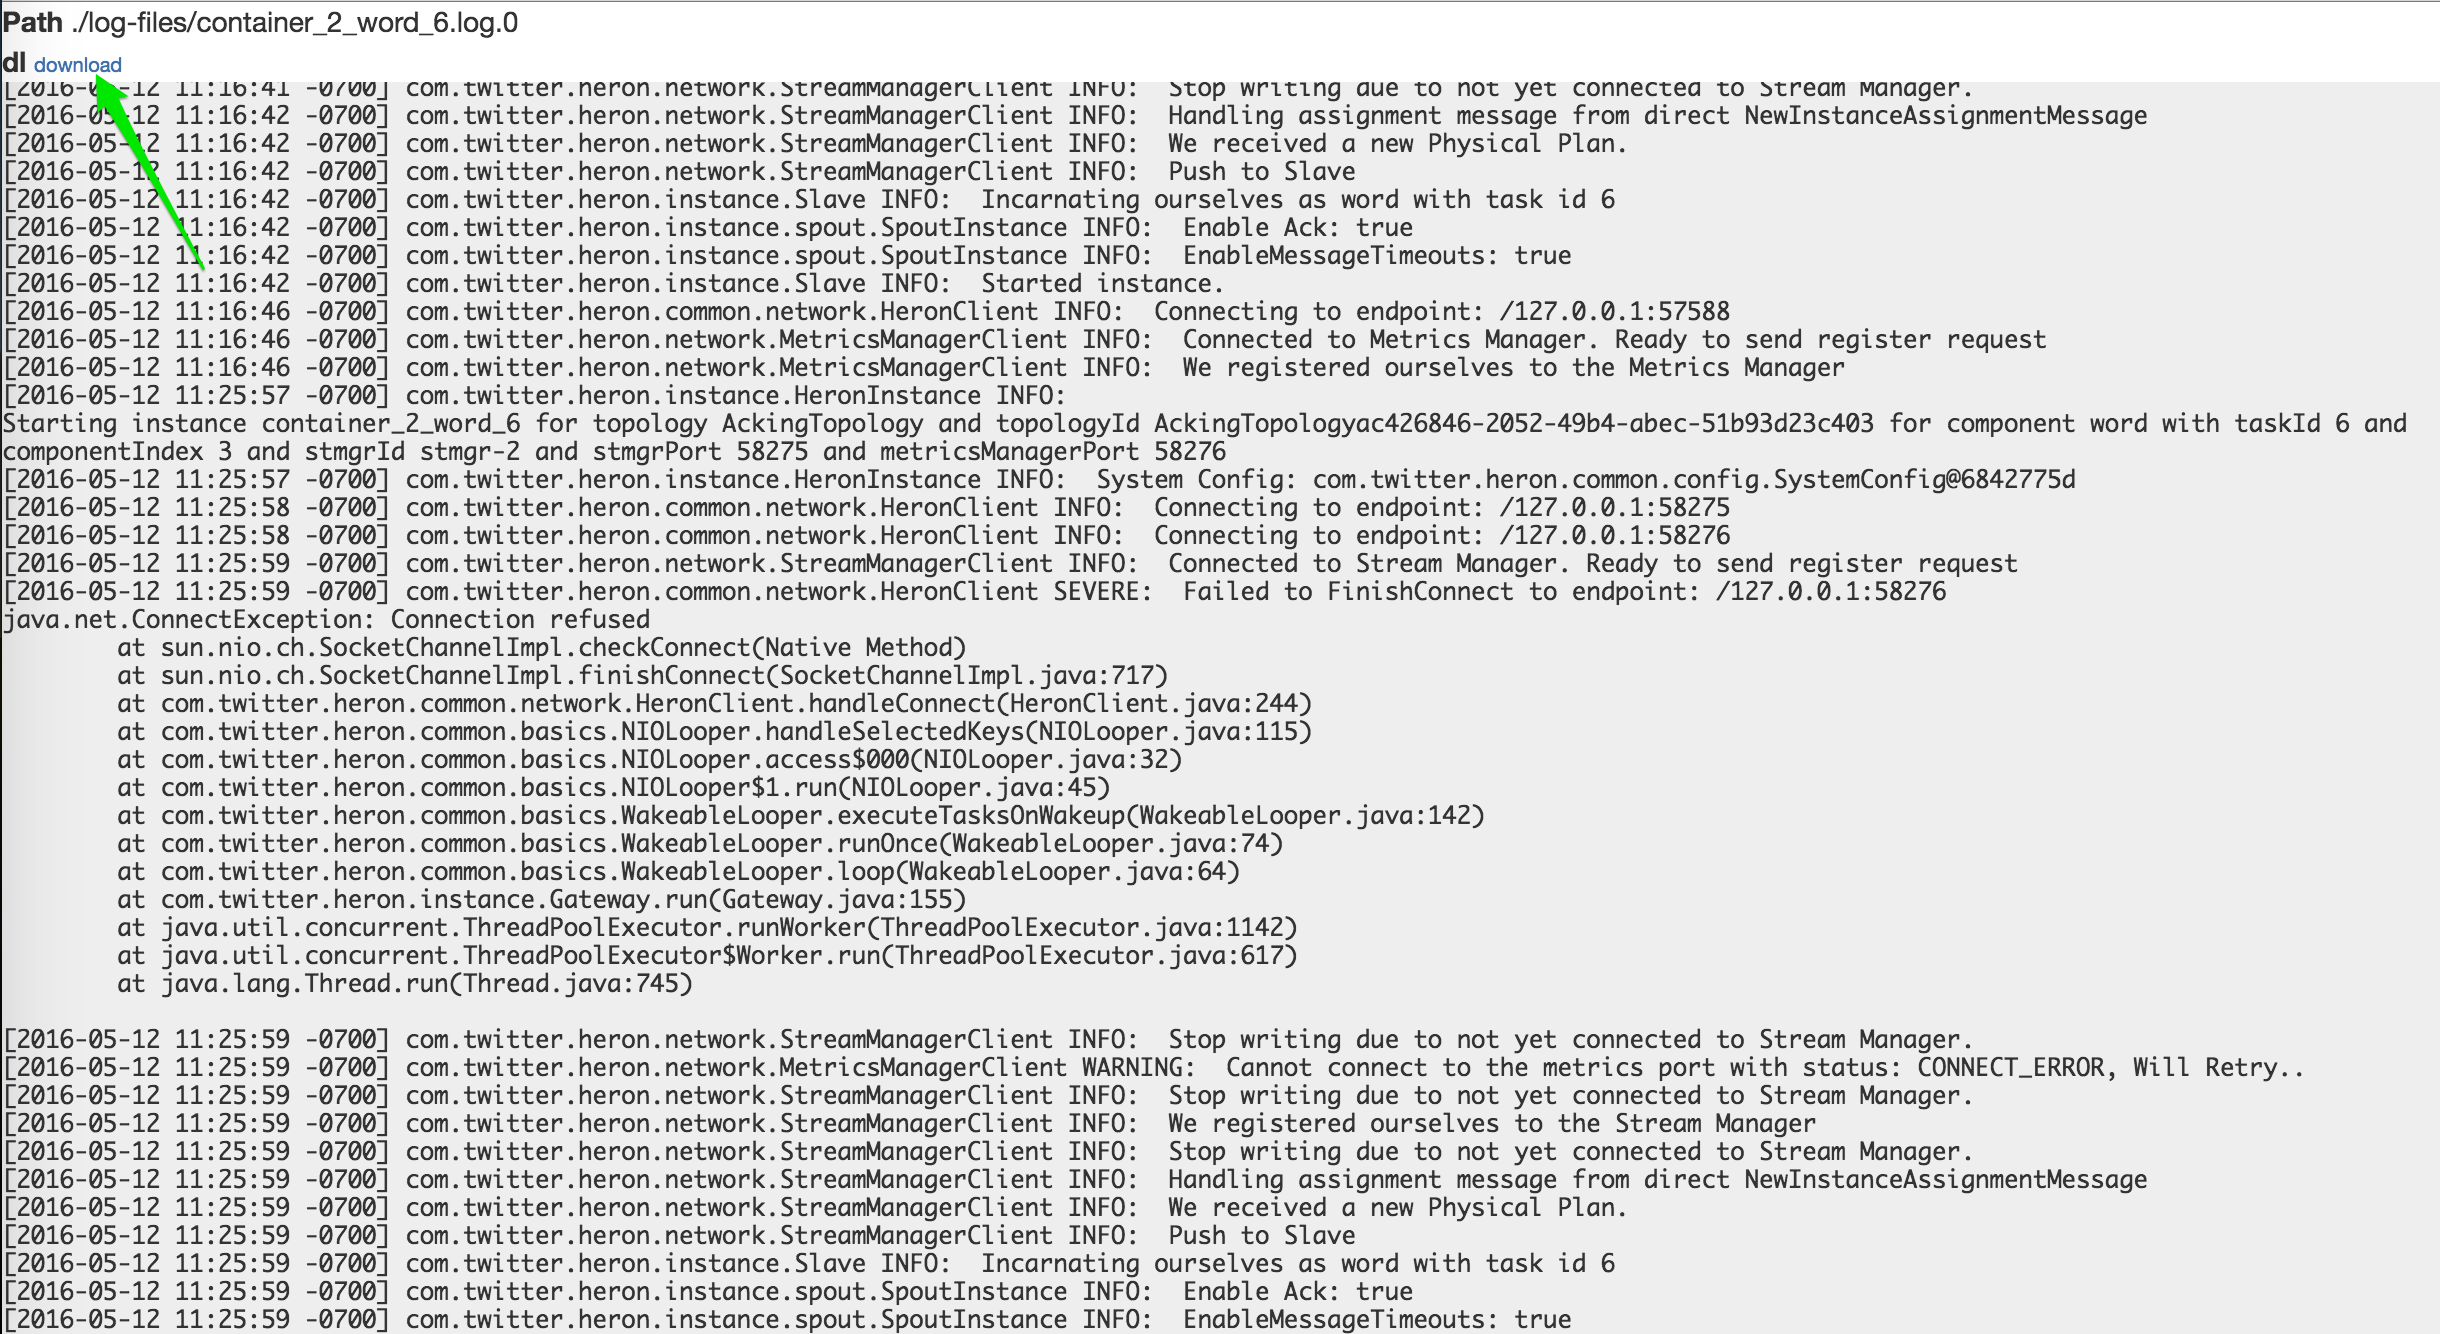 Path ./log-files/container_2_word_6.log.0
dl download
[2016-05-12 11:16:41 -0700] com.twitter.heron.network.StreamManagerClient INFO:  Stop writing due to not yet connected to Stream Manager.
[2016-05-12 11:16:42 -0700] com.twitter.heron.network.StreamManagerClient INFO:  Handling assignment message from direct NewInstanceAssignmentMessage
[2016-05-12 11:16:42 -0700] com.twitter.heron.network.StreamManagerClient INFO:  We received a new Physical Plan.
[2016-05-12 11:16:42 -0700] com.twitter.heron.network.StreamManagerClient INFO:  Push to Slave
[2016-05-12 11:16:42 -0700] com.twitter.heron.instance.Slave INFO:  Incarnating ourselves as word with task id 6
[2016-05-12 11:16:42 -0700] com.twitter.heron.instance.spout.SpoutInstance INFO:  Enable Ack: true
[2016-05-12 11:16:42 -0700] com.twitter.heron.instance.spout.SpoutInstance INFO:  EnableMessageTimeouts: true
[2016-05-12 11:16:42 -0700] com.twitter.heron.instance.Slave INFO:  Started instance.
[2016-05-12 11:16:46 -0700] com.twitter.heron.common.network.HeronClient INFO:  Connecting to endpoint: /127.0.0.1:57588
[2016-05-12 11:16:46 -0700] com.twitter.heron.network.MetricsManagerClient INFO:  Connected to Metrics Manager. Ready to send register request
[2016-05-12 11:16:46 -0700] com.twitter.heron.network.MetricsManagerClient INFO:  We registered ourselves to the Metrics Manager
[2016-05-12 11:25:57 -0700] com.twitter.heron.instance.HeronInstance INFO:
Starting instance container_2_word_6 for topology AckingTopology and topologyId AckingTopologyac426846-2052-49b4-abec-51b93d23c403 for component word with taskId 6 and
componentIndex 3 and stmgrId stmgr-2 and stmgrPort 58275 and metricsManagerPort 58276
[2016-05-12 11:25:57 -0700] com.twitter.heron.instance.HeronInstance INFO:  System Config: com.twitter.heron.common.config.SystemConfig@6842775d
[2016-05-12 11:25:58 -0700] com.twitter.heron.common.network.HeronClient INFO:  Connecting to endpoint: /127.0.0.1:58275
[2016-05-12 11:25:58 -0700] com.twitter.heron.common.network.HeronClient INFO:  Connecting to endpoint: /127.0.0.1:58276
[2016-05-12 11:25:59 -0700] com.twitter.heron.network.StreamManagerClient INFO:  Connected to Stream Manager. Ready to send register request
[2016-05-12 11:25:59 -0700] com.twitter.heron.common.network.HeronClient SEVERE:  Failed to FinishConnect to endpoint: /127.0.0.1:58276
java.net.ConnectException: Connection refused
        at sun.nio.ch.SocketChannelImpl.checkConnect(Native Method)
        at sun.nio.ch.SocketChannelImpl.finishConnect(SocketChannelImpl.java:717)
        at com.twitter.heron.common.network.HeronClient.handleConnect(HeronClient.java:244)
        at com.twitter.heron.common.basics.NIOLooper.handleSelectedKeys(NIOLooper.java:115)
        at com.twitter.heron.common.basics.NIOLooper.access$000(NIOLooper.java:32)
        at com.twitter.heron.common.basics.NIOLooper$1.run(NIOLooper.java:45)
        at com.twitter.heron.common.basics.WakeableLooper.executeTasksOnWakeup(WakeableLooper.java:142)
        at com.twitter.heron.common.basics.WakeableLooper.runOnce(WakeableLooper.java:74)
        at com.twitter.heron.common.basics.WakeableLooper.loop(WakeableLooper.java:64)
        at com.twitter.heron.instance.Gateway.run(Gateway.java:155)
        at java.util.concurrent.ThreadPoolExecutor.runWorker(ThreadPoolExecutor.java:1142)
        at java.util.concurrent.ThreadPoolExecutor$Worker.run(ThreadPoolExecutor.java:617)
        at java.lang.Thread.run(Thread.java:745)
[2016-05-12 11:25:59 -0700] com.twitter.heron.network.StreamManagerClient INFO:  Stop writing due to not yet connected to Stream Manager.
[2016-05-12 11:25:59 -0700] com.twitter.heron.network.MetricsManagerClient WARNING:  Cannot connect to the metrics port with status: CONNECT_ERROR, Will Retry..
[2016-05-12 11:25:59 -0700] com.twitter.heron.network.StreamManagerClient INFO:  Stop writing due to not yet connected to Stream Manager.
[2016-05-12 11:25:59 -0700] com.twitter.heron.network.StreamManagerClient INFO:  We registered ourselves to the Stream Manager
[2016-05-12 11:25:59 -0700] com.twitter.heron.network.StreamManagerClient INFO:  Stop writing due to not yet connected to Stream Manager.
[2016-05-12 11:25:59 -0700] com.twitter.heron.network.StreamManagerClient INFO:  Handling assignment message from direct NewInstanceAssignmentMessage
[2016-05-12 11:25:59 -0700] com.twitter.heron.network.StreamManagerClient INFO:  We received a new Physical Plan.
[2016-05-12 11:25:59 -0700] com.twitter.heron.network.StreamManagerClient INFO:  Push to Slave
[2016-05-12 11:25:59 -0700] com.twitter.heron.instance.Slave INFO:  Incarnating ourselves as word with task id 6
[2016-05-12 11:25:59 -0700] com.twitter.heron.instance.spout.SpoutInstance INFO:  Enable Ack: true
[2016-05-12 11:25:59 -0700] com.twitter.heron.instance.spout.SpoutInstance INFO:  EnableMessageTimeouts: true